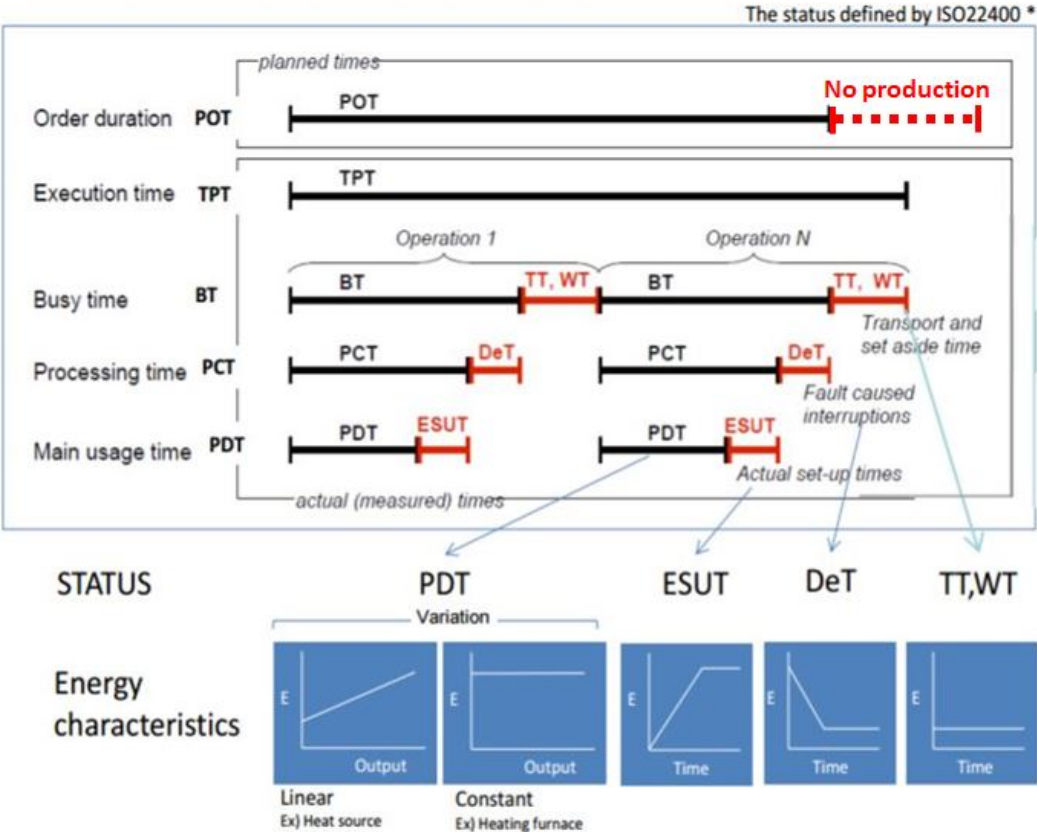 The status defined by ISO22400 *
planned times
Order duration POT
POT
No production
Execution time TPT
TPT
Operation 1
Operation N
Busy time BT
BT
TT, WT
BT
TT, WT
Transport and
set aside time
Processing time PCT
PCT
DeT
PCT
DeT
Fault caused
interruptions
Main usage time PDT
PDT
ESUT
PDT
ESUT
Actual set-up times
actual (measured) times
STATUS
PDT
ESUT
DeT
TT,WT
Variation
Energy
characteristics
E
Output
E
Output
E
Time
E
Time
E
Time
Linear
Ex) Heat source
Constant
Ex) Heating furnace